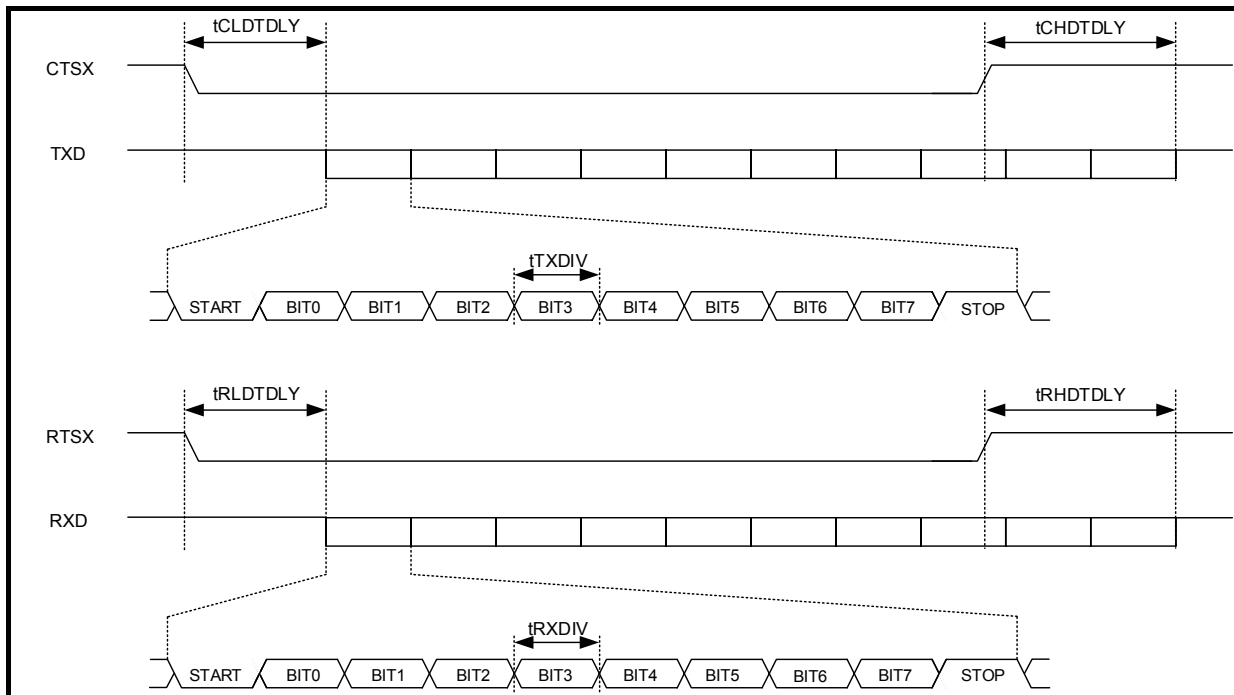 tCLDTDLY tCHDTDLY
CTSX
TXD
tTXDIV
START BIT0 BIT1 BIT2 BIT3 BIT4 BIT5 BIT6 BIT7 STOP
tRLDTDLY tRHDTDLY
RTSX
RXD
tRXDIV
START BIT0 BIT1 BIT2 BIT3 BIT4 BIT5 BIT6 BIT7 STOP